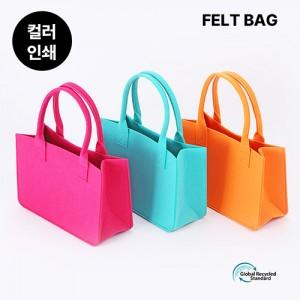 컬러
인쇄
FELT BAG
Global Recycled
Standard